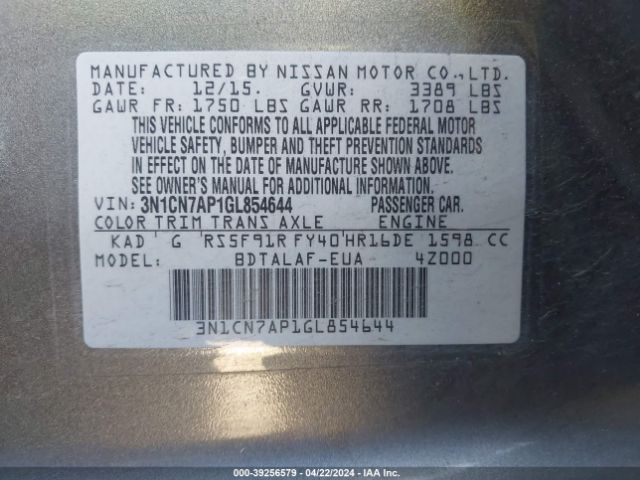 MANUFACTURED BY NISSAN MOTOR CO., LTD.
DATE: 12/15. GVWR: 3389 LBS
GAWR FR: 1750 LBS GAWR RR: 1708 LBS
THIS VEHICLE CONFORMS TO ALL APPLICABLE FEDERAL MOTOR
VEHICLE SAFETY, BUMPER AND THEFT PREVENTION STANDARDS
IN EFFECT ON THE DATE OF MANUFACTURE SHOWN ABOVE.
SEE OWNER'S MANUAL FOR ADDITIONAL INFORMATION.
VIN: 3N1CN7AP1GL854644 PASSENGER CAR.
COLOR TRIM TRANS AXLE ENGINE
KAD G RS5F91R FY40 HR16DE 1598 CC
MODEL: BDTALAF-EUA 4Z000
3N1CN7AP1GL854644
000-39256579 - 04/22/2024 - IAA Inc.